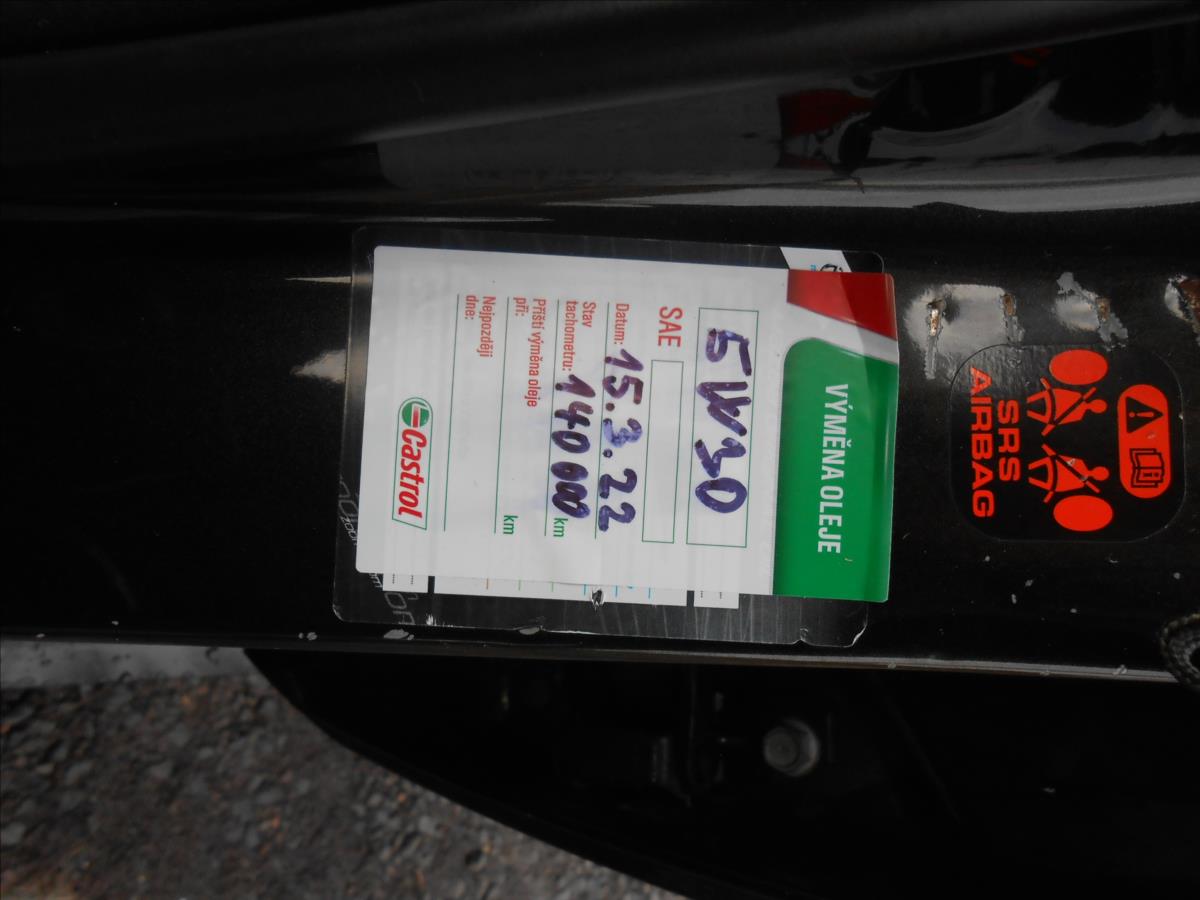 VÝMĚNA OLEJE
5W30
SAE
Datum: 15.3.22
Stav
tachometru: 140 000 km
Příští výměna oleje
při: km
Nejpozději
dne:
Castrol
SRS
AIRBAG